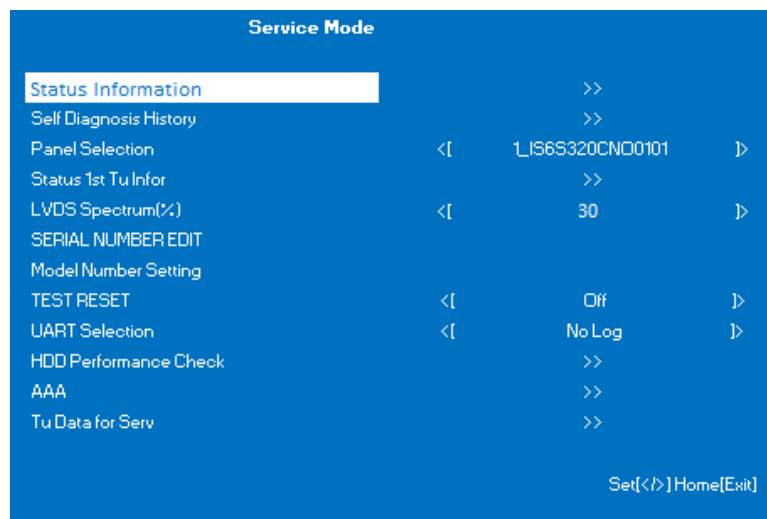 Service Mode
Status Information >>
Self Diagnosis History >>
Panel Selection <[ 1_IS6S320CNO0101 ]>
Status 1st Tu Infor >>
LVDS Spectrum(%) <[ 30 ]>
SERIAL NUMBER EDIT
Model Number Setting
TEST RESET <[ Off ]>
UART Selection <[ No Log ]>
HDD Performance Check >>
AAA >>
Tu Data for Serv >>
Set[</>] Home[Exit]